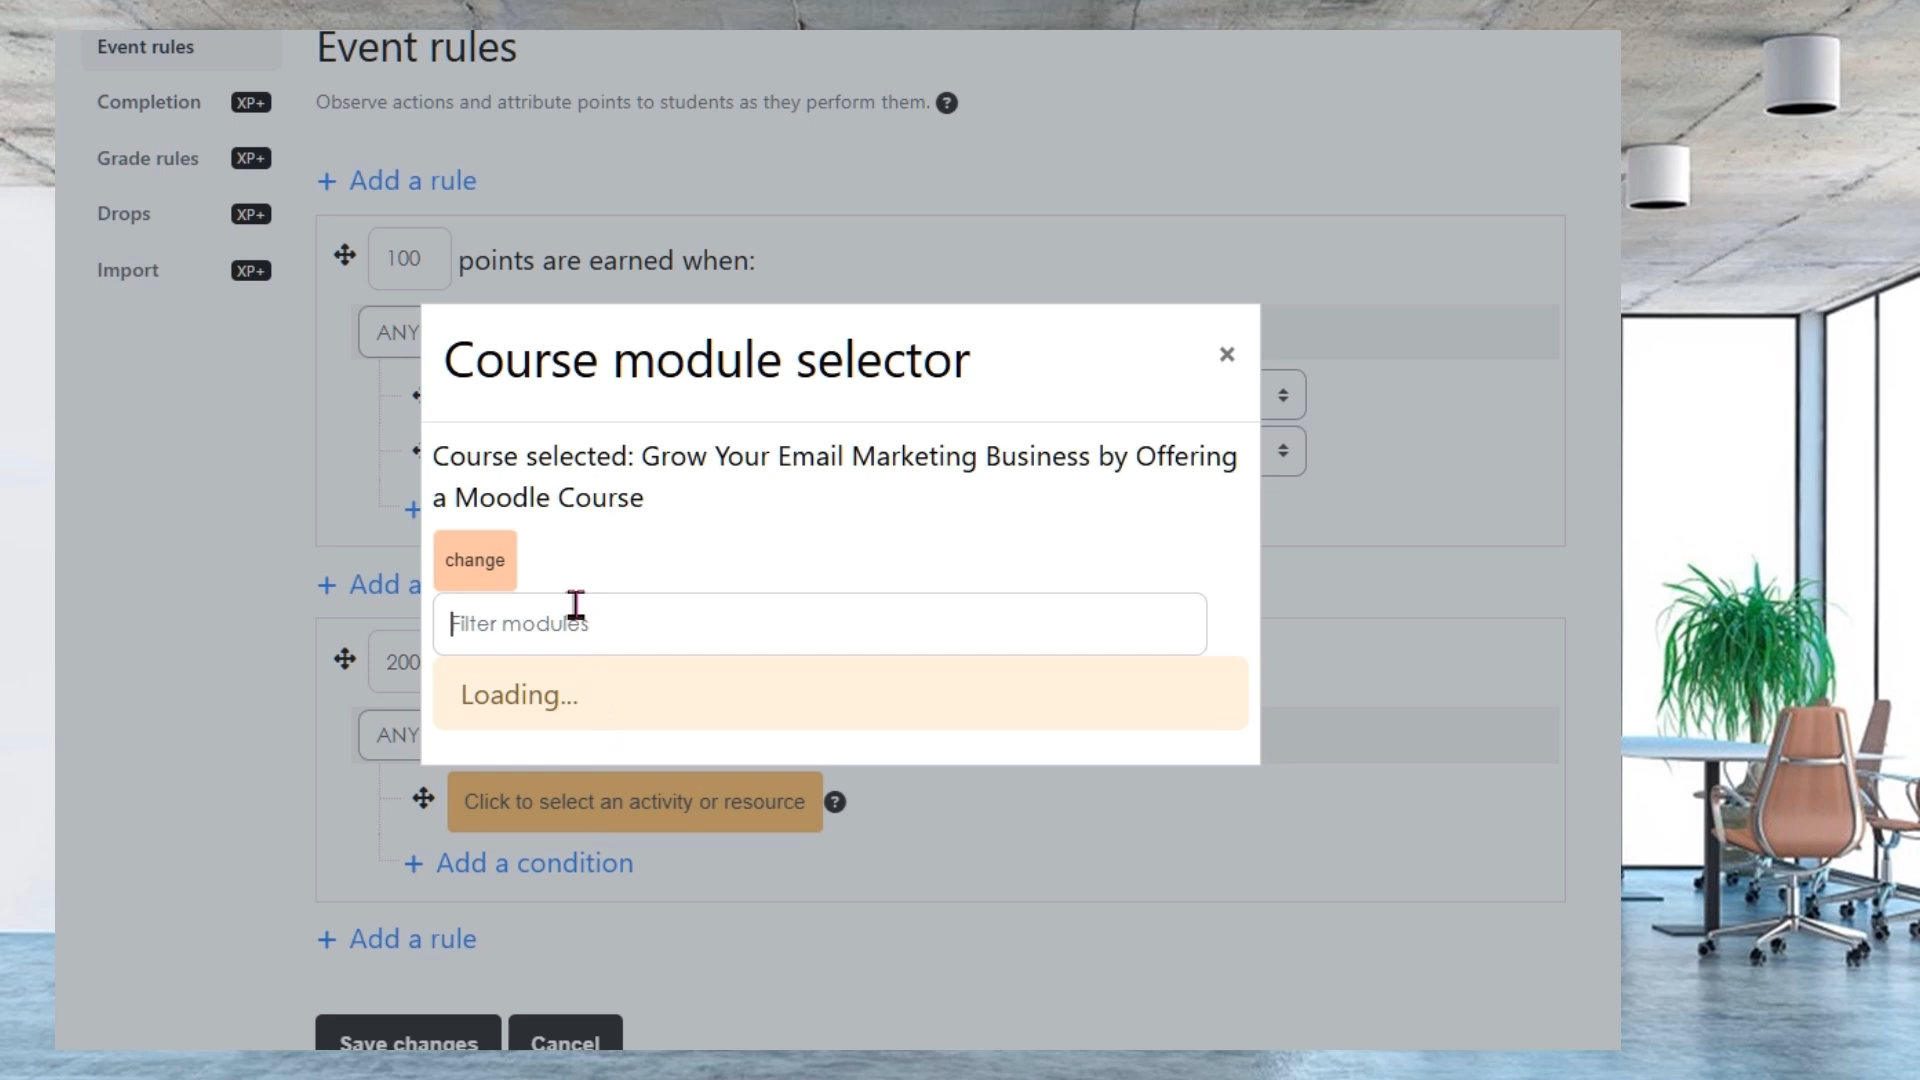 Event rules
Completion XP+
Grade rules XP+
Drops XP+
Import XP+
Event rules
Observe actions and attribute points to students as they perform them. ?
+ Add a rule
100 points are earned when:
ANY
+
+ Add a
200
ANY
Course module selector ×
Course selected: Grow Your Email Marketing Business by Offering
a Moodle Course
change
Filter modules
Loading...
Click to select an activity or resource ?
+ Add a condition
+ Add a rule
Save changes Cancel